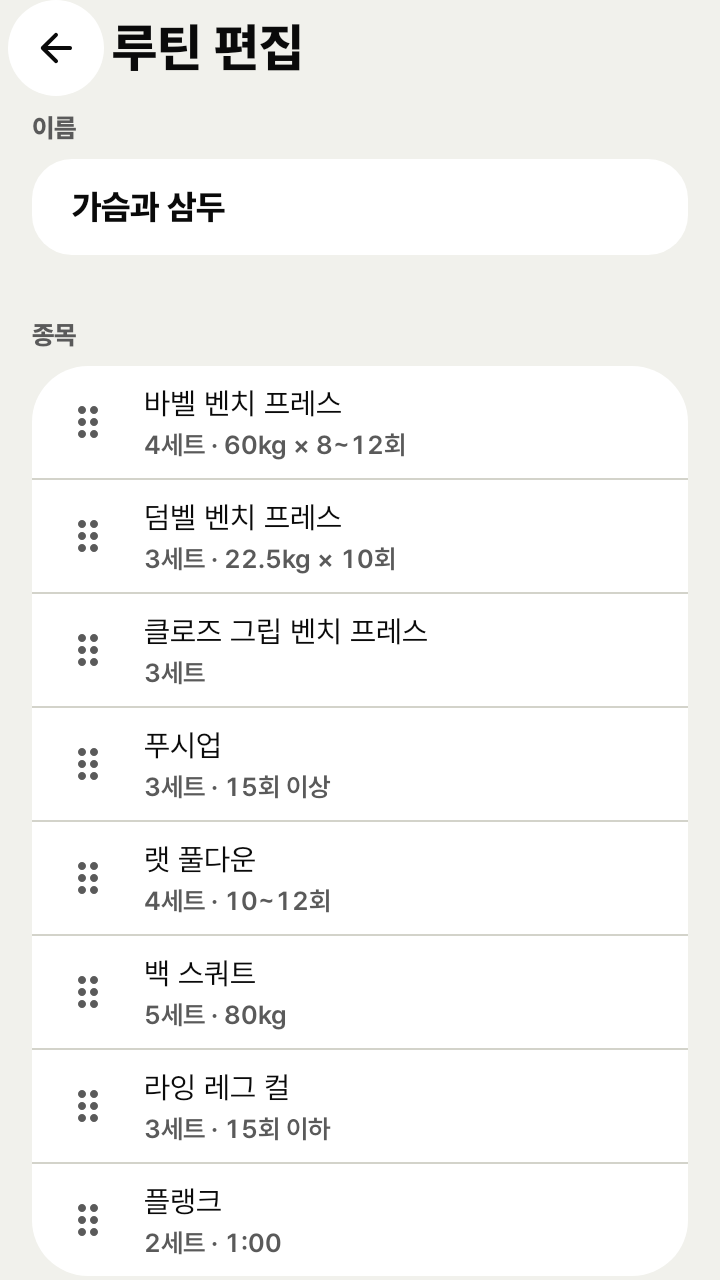 루틴 편집
이름
가슴과 삼두
종목
바벨 벤치 프레스
4세트 · 60kg × 8~12회
덤벨 벤치 프레스
3세트 · 22.5kg × 10회
클로즈 그립 벤치 프레스
3세트
푸시업
3세트 · 15회 이상
랫 풀다운
4세트 · 10~12회
백 스쿼트
5세트 · 80kg
라잉 레그 컬
3세트 · 15회 이하
플랭크
2세트 · 1:00